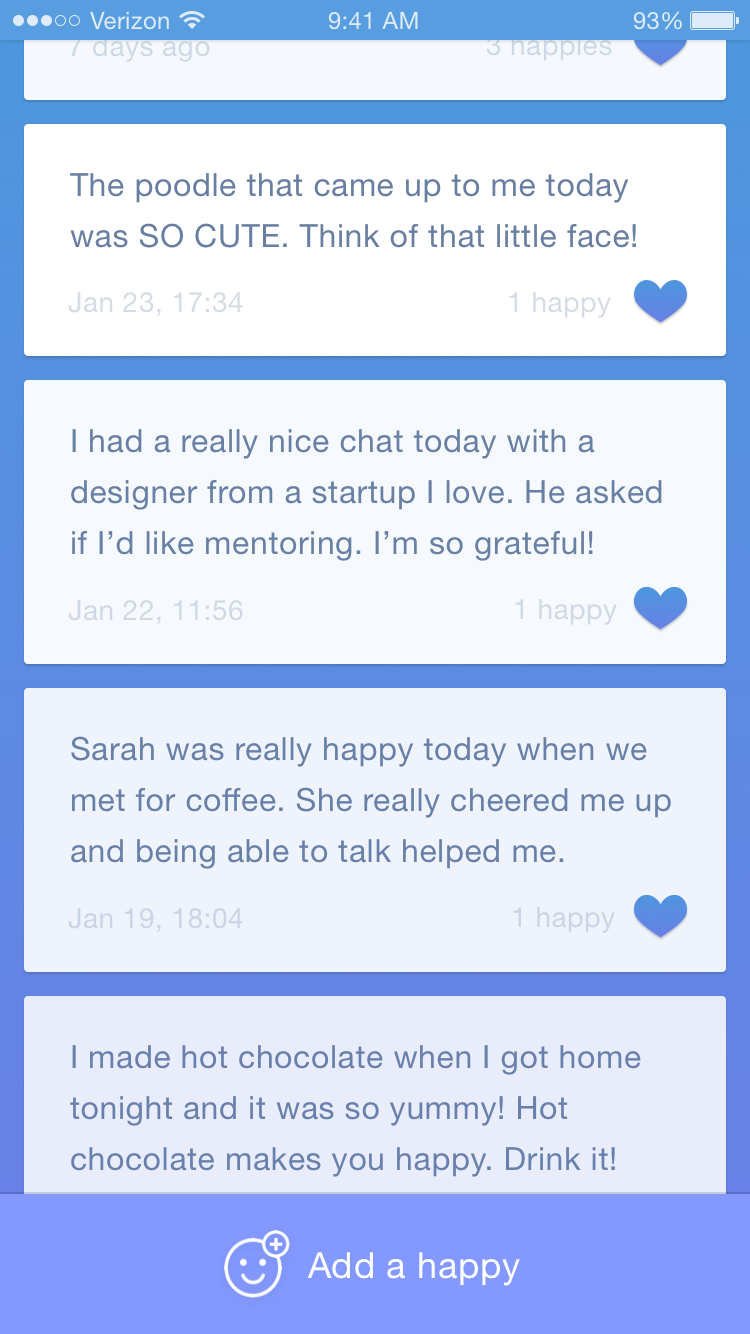 Verizon 9:41 AM 93%
7 days ago 3 happies
The poodle that came up to me today
was SO CUTE. Think of that little face!
Jan 23, 17:34 1 happy
I had a really nice chat today with a
designer from a startup I love. He asked
if I’d like mentoring. I’m so grateful!
Jan 22, 11:56 1 happy
Sarah was really happy today when we
met for coffee. She really cheered me up
and being able to talk helped me.
Jan 19, 18:04 1 happy
I made hot chocolate when I got home
tonight and it was so yummy! Hot
chocolate makes you happy. Drink it!
Add a happy